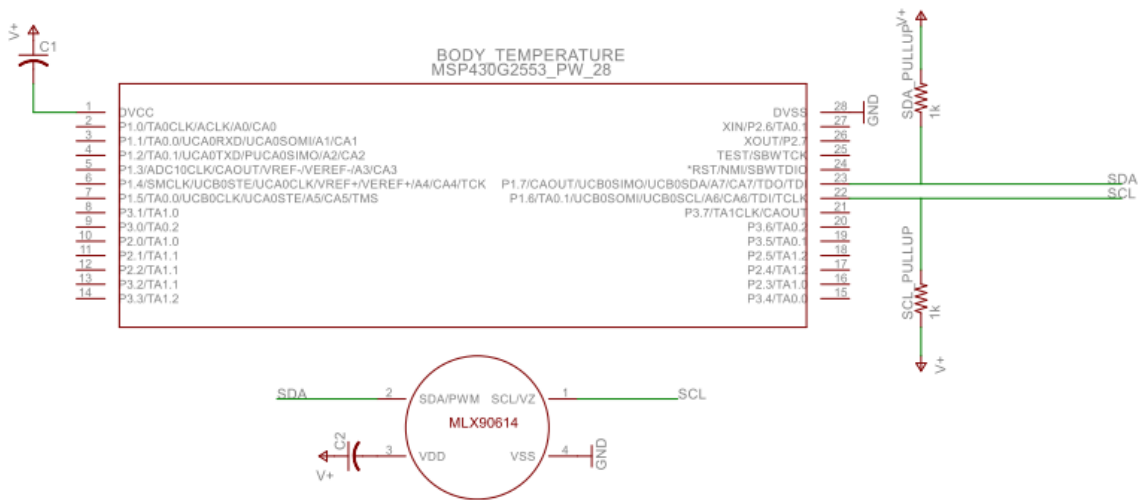 V+
C1
BODY_TEMPERATURE
MSP430G2553_PW_28
1 DVCC
2 P1.0/TA0CLK/ACLK/A0/CA0
3 P1.1/TA0.0/UCA0RXD/UCA0SOMI/A1/CA1
4 P1.2/TA0.1/UCA0TXD/PUCA0SIMO/A2/CA2
5 P1.3/ADC10CLK/CAOUT/VREF-/VEREF-/A3/CA3
6 P1.4/SMCLK/UCB0STE/UCA0CLK/VREF+/VEREF+/A4/CA4/TCK
7 P1.5/TA0.0/UCB0CLK/UCA0STE/A5/CA5/TMS
8 P3.1/TA1.0
9 P3.0/TA0.2
10 P2.0/TA1.0
11 P2.1/TA1.1
12 P2.2/TA1.1
13 P3.2/TA1.1
14 P3.3/TA1.2
DVSS 28
GND
XIN/P2.6/TA0.1 27
XOUT/P2.7 26
TEST/SBWTCK 25
*RST/NMI/SBWTDIO 24
P1.7/CAOUT/UCB0SIMO/UCB0SDA/A7/CA7/TDO/TDI 23
P1.6/TA0.1/UCB0SOMI/UCB0SCL/A6/CA6/TDI/TCLK 22
P3.7/TA1CLK/CAOUT 21
P3.6/TA0.2 20
P3.5/TA0.1 19
P2.5/TA1.2 18
P2.4/TA1.2 17
P2.3/TA1.0 16
P3.4/TA0.0 15
V+
SDA_PULLUP
1k
SDA
SCL
SCL_PULLUP
1k
V+
SDA
2 SDA/PWM
SCL/VZ 1
SCL
MLX90614
V+
C2
3 VDD
VSS 4
GND